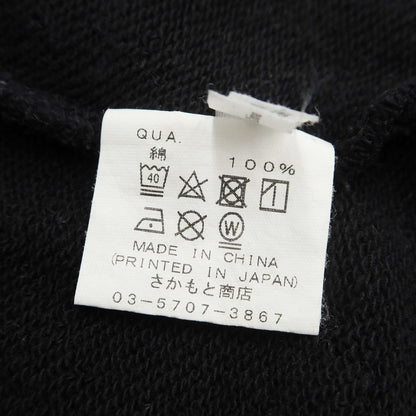 QUA.
綿 100%
40
W
MADE IN CHINA
(PRINTED IN JAPAN)
さかもと商店
03-5707-3867